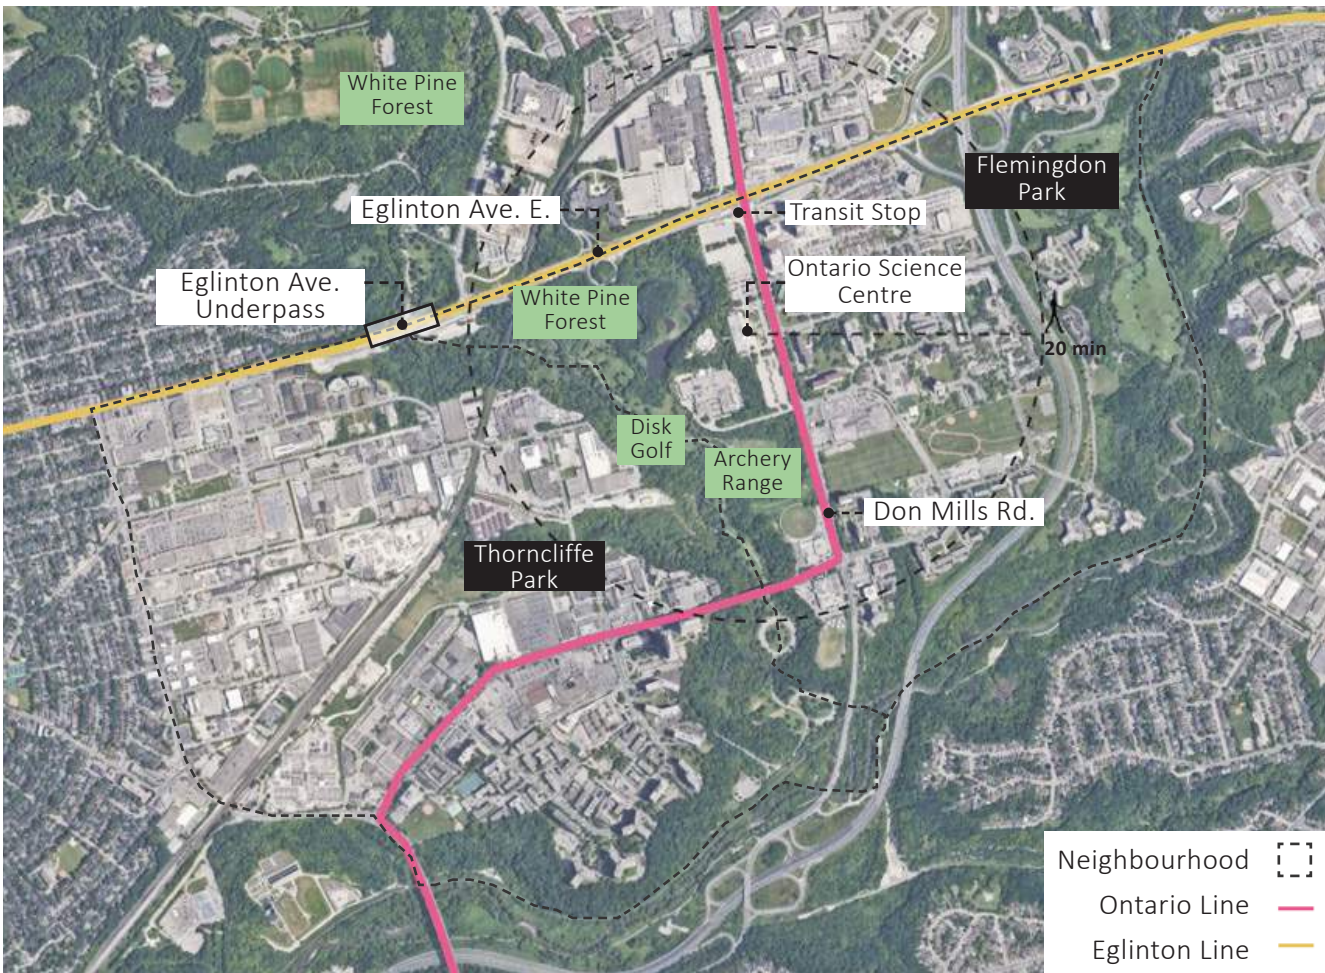 White Pine
Forest
Flemingdon
Park
Eglinton Ave. E.
Transit Stop
Eglinton Ave.
Underpass
Ontario Science
Centre
White Pine
Forest
20 min
Disk
Golf
Archery
Range
Don Mills Rd.
Thorncliffe
Park
Neighbourhood
Ontario Line
Eglinton Line